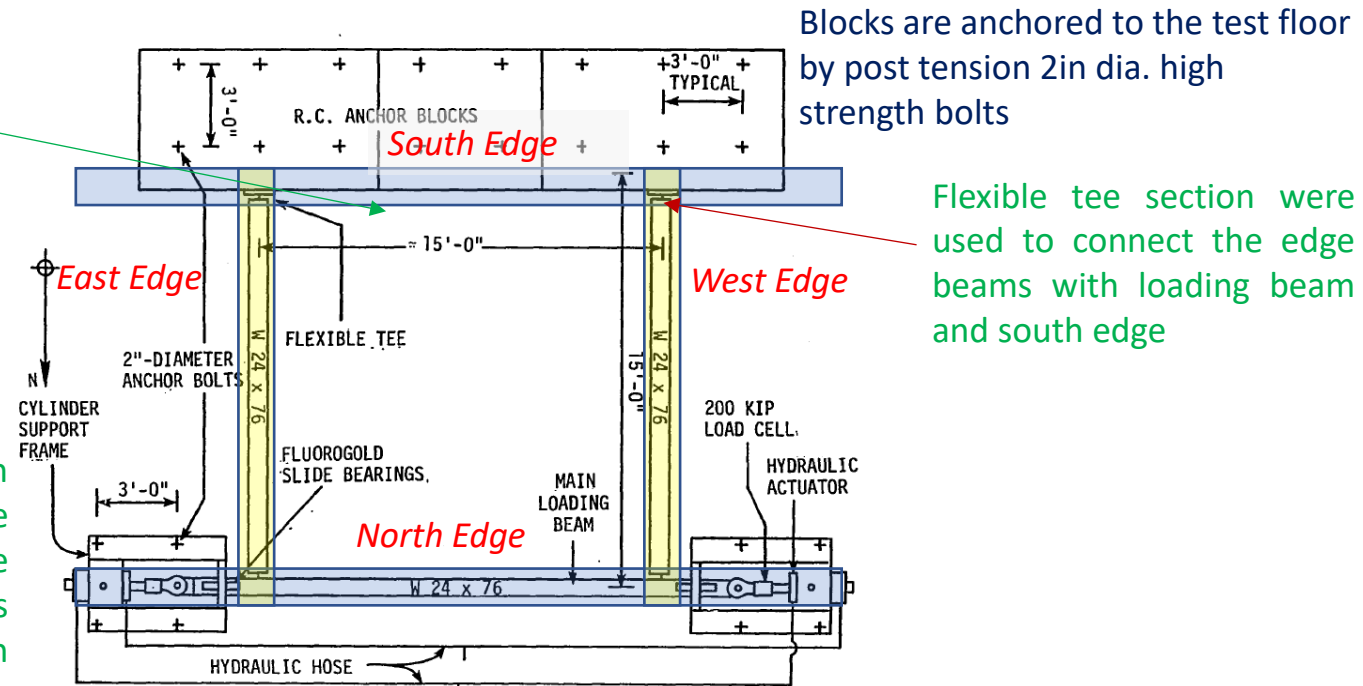 Blocks are anchored to the test floor
by post tension 2in dia. high
strength bolts
3'-0"
TYPICAL
3'-0"
R.C. ANCHOR BLOCKS
South Edge
Flexible tee section were
used to connect the edge
beams with loading beam
and south edge
≈ 15'-0"
East Edge
West Edge
FLEXIBLE TEE
2"-DIAMETER
ANCHOR BOLTS
W 24 x 76
15'-0"
W 24 x 76
N
CYLINDER
SUPPORT
FRAME
200 KIP
LOAD CELL
FLUOROGOLD
SLIDE BEARINGS
HYDRAULIC
ACTUATOR
MAIN
LOADING
BEAM
3'-0"
North Edge
W 24 x 76
HYDRAULIC HOSE